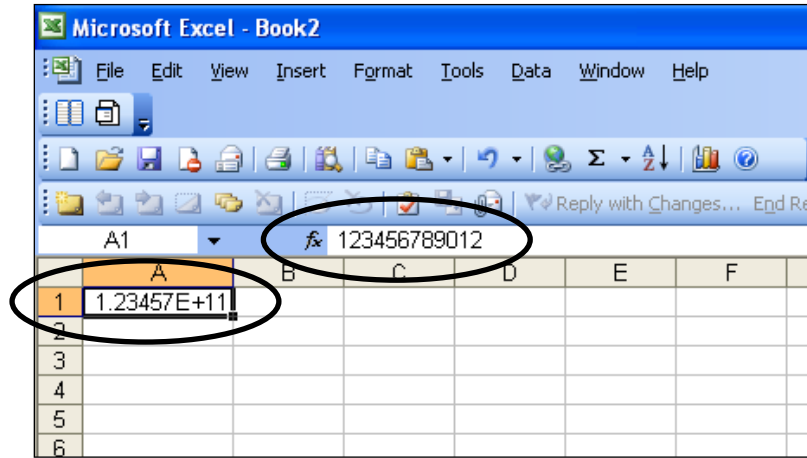 Microsoft Excel - Book2
File Edit View Insert Format Tools Data Window Help
Reply with Changes... End Re
A1 fx 123456789012
A B C D E F
1 1.23457E+11
2
3
4
5
6